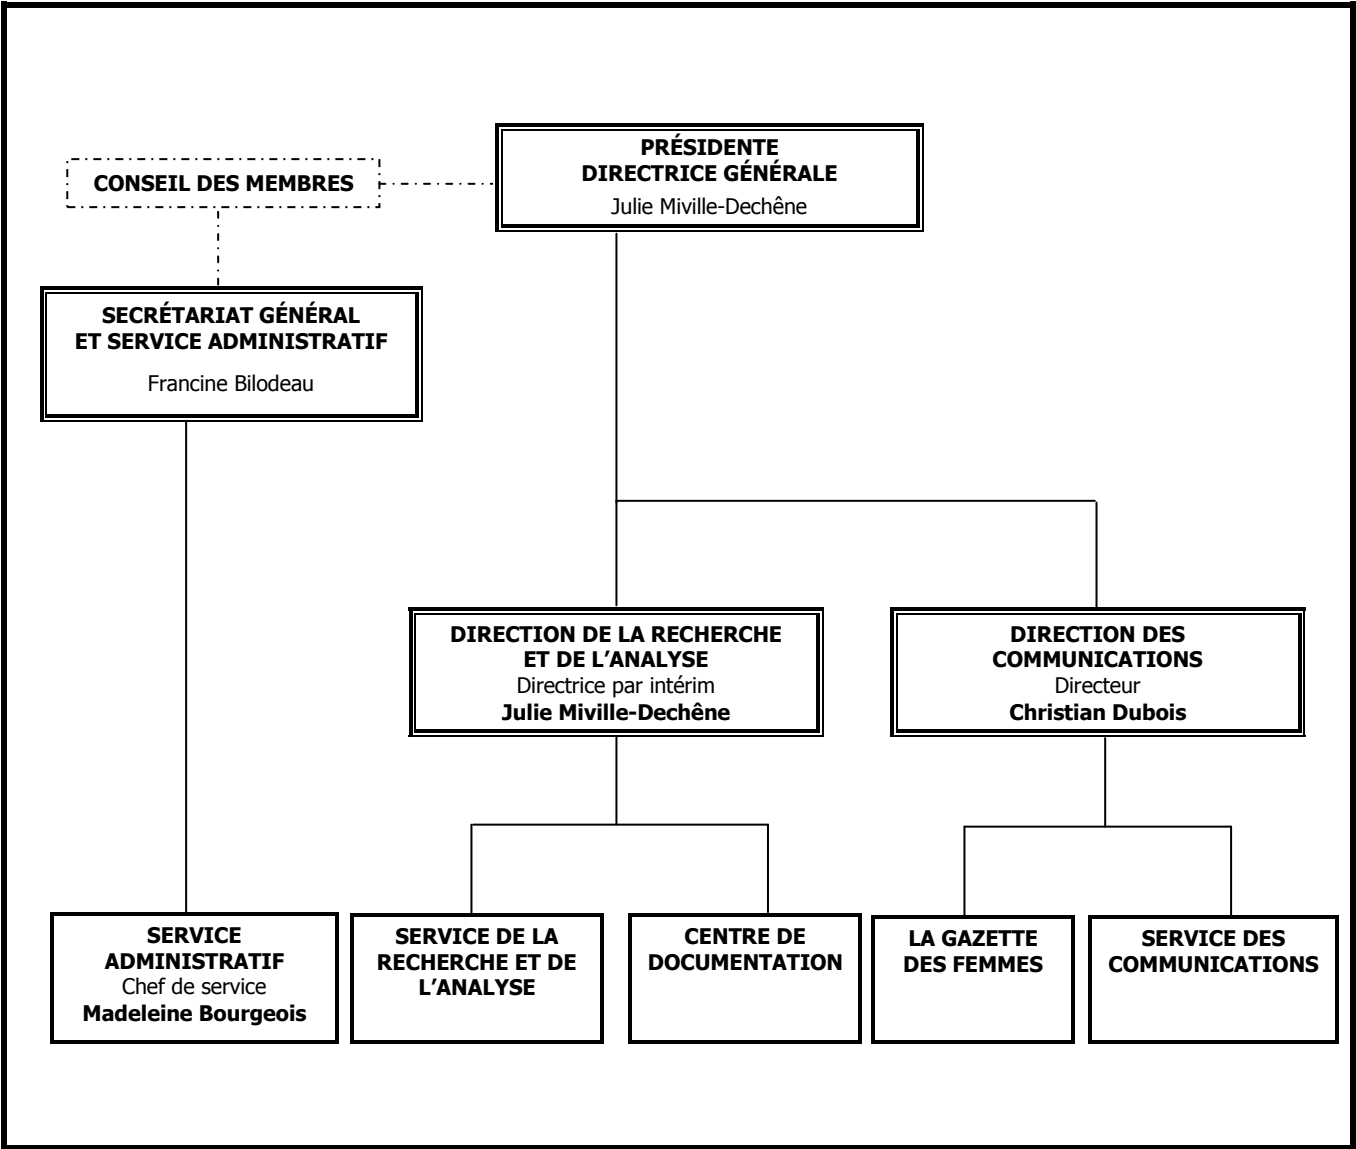 PRÉSIDENTE
DIRECTRICE GÉNÉRALE
Julie Miville-Dechêne
CONSEIL DES MEMBRES
SECRÉTARIAT GÉNÉRAL
ET SERVICE ADMINISTRATIF
Francine Bilodeau
DIRECTION DE LA RECHERCHE
ET DE L’ANALYSE
Directrice par intérim
Julie Miville-Dechêne
DIRECTION DES
COMMUNICATIONS
Directeur
Christian Dubois
SERVICE
ADMINISTRATIF
Chef de service
Madeleine Bourgeois
SERVICE DE LA
RECHERCHE ET DE
L’ANALYSE
CENTRE DE
DOCUMENTATION
LA GAZETTE
DES FEMMES
SERVICE DES
COMMUNICATIONS